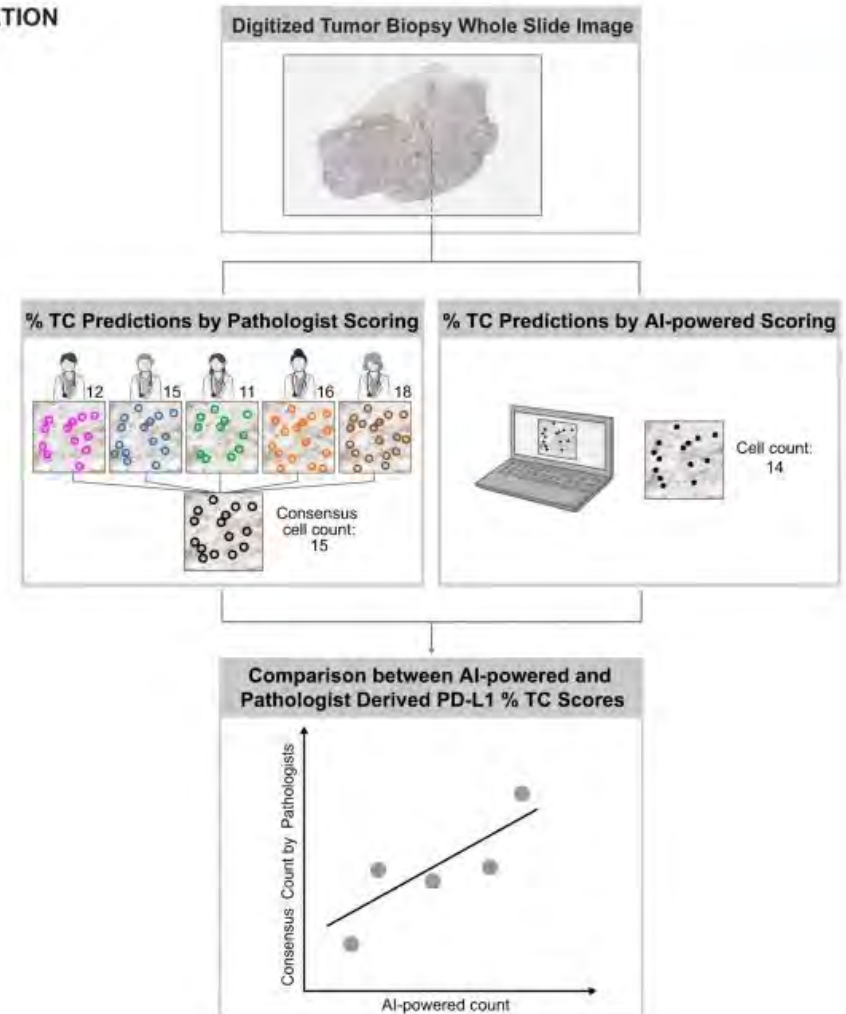 TION
Digitized Tumor Biopsy Whole Slide Image
% TC Predictions by Pathologist Scoring
12
15
11
16
18
Consensus
cell count:
15
% TC Predictions by AI-powered Scoring
Cell count:
14
Comparison between AI-powered and
Pathologist Derived PD-L1 % TC Scores
Consensus Count by Pathologists
AI-powered count